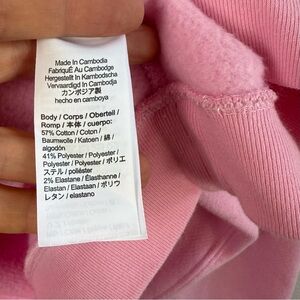 Made In Cambodia
FabriquÉ Au Cambodge
Hergestellt In Kambodscha
Vervaardigd In Cambodja
カンボジア製
hecho en camboya
Body / Corps / Oberteil /
Romp / 本体 / cuerpo:
57% Cotton / Coton /
Baumwolle / Katoen / 綿 /
algodón
41% Polyester / Polyester /
Polyester / Polyester / ポリエ
ステル / poliéster
2% Elastane / Élasthanne /
Elastan / Elastaan / ポリウ
レタン / elastano